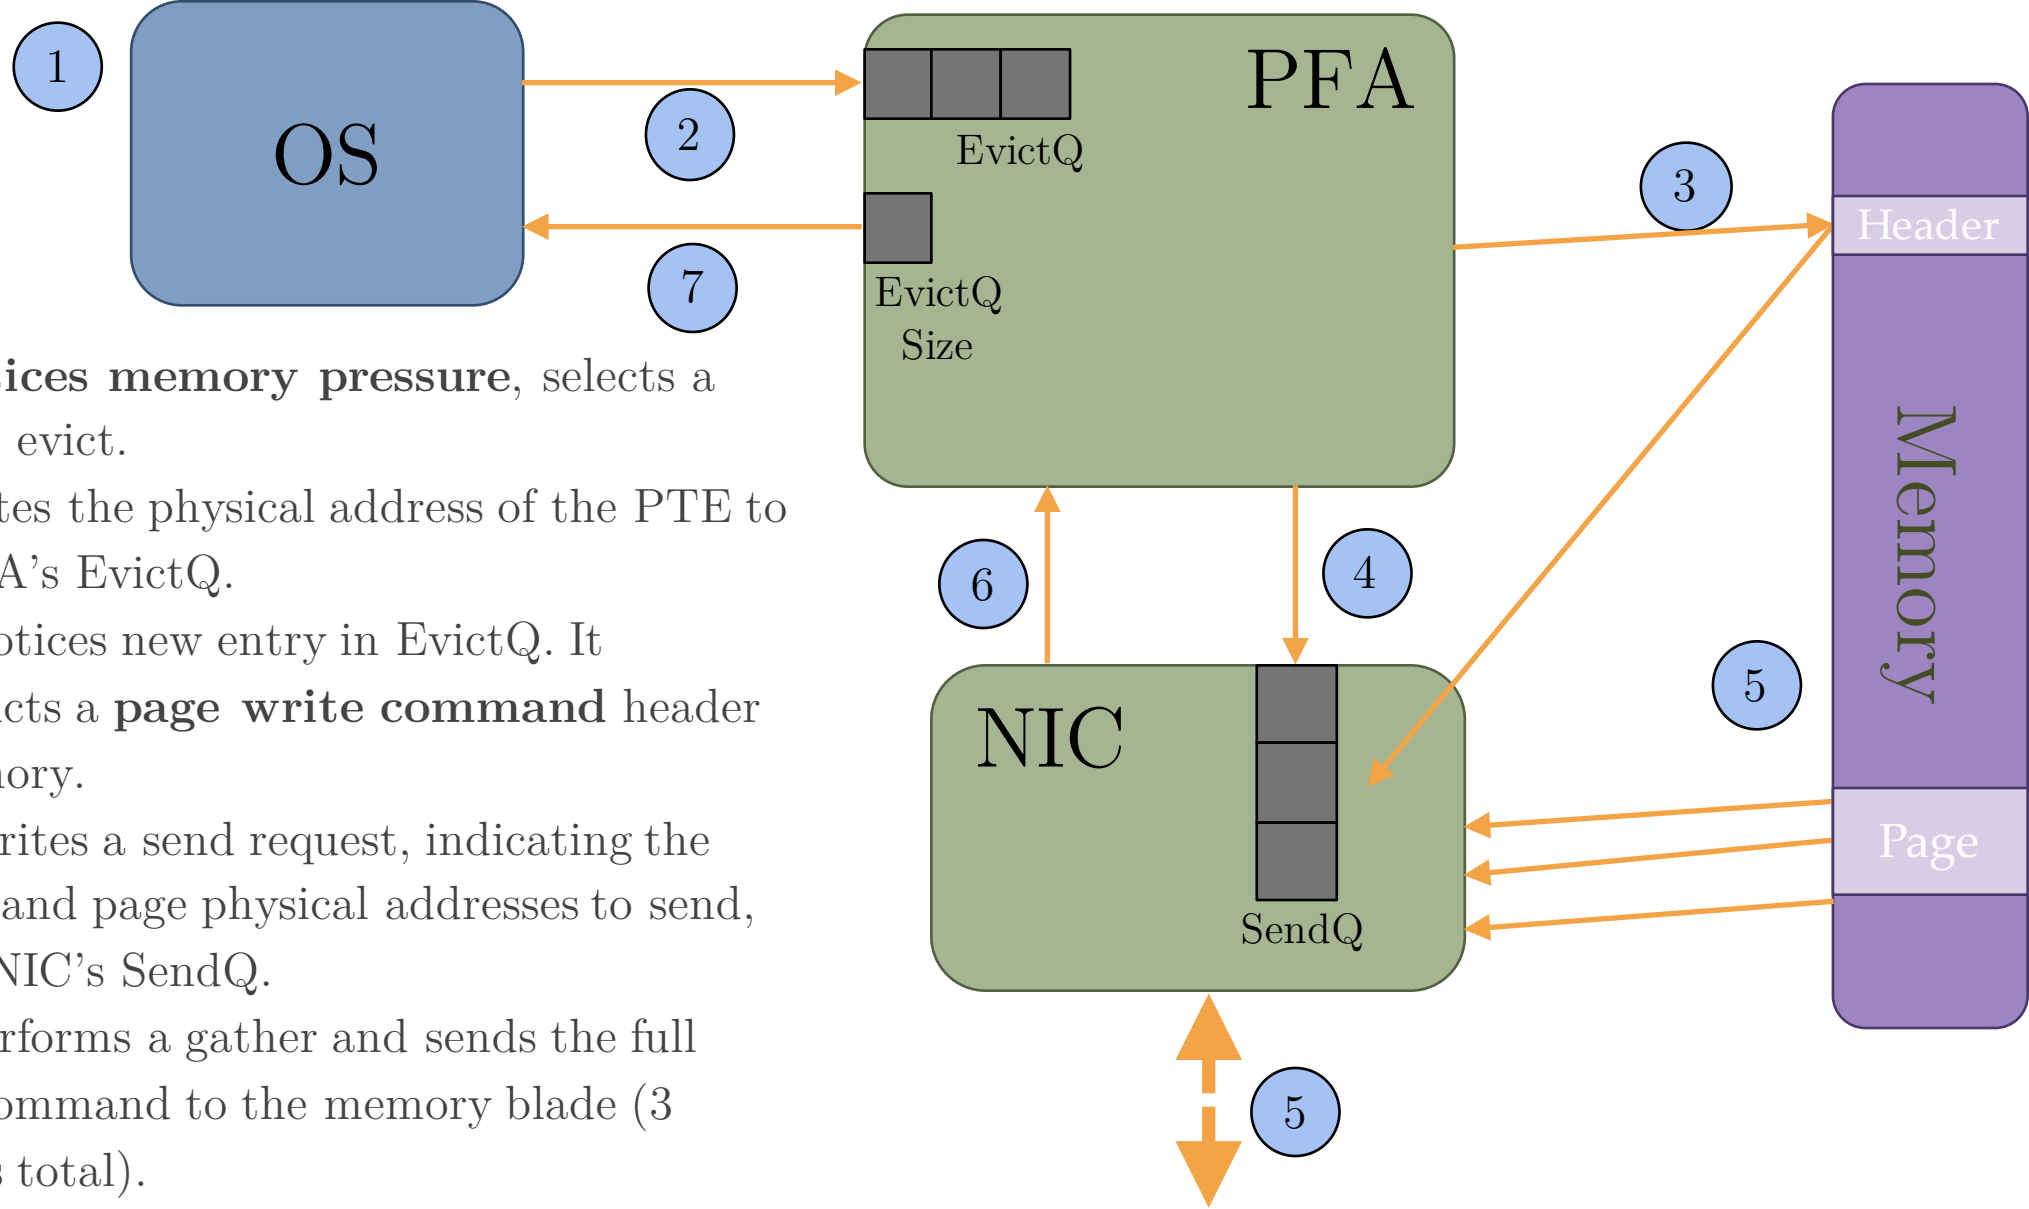 1
OS
2
7
PFA
EvictQ
EvictQ
Size
3
Header
Memory
5
Page
6
4
NIC
SendQ
5
ices memory pressure, selects a
evict.
tes the physical address of the PTE to
A's EvictQ.
otices new entry in EvictQ. It
cts a page write command header
ory.
rites a send request, indicating the
and page physical addresses to send,
NIC's SendQ.
rforms a gather and sends the full
ommand to the memory blade (3
s total).